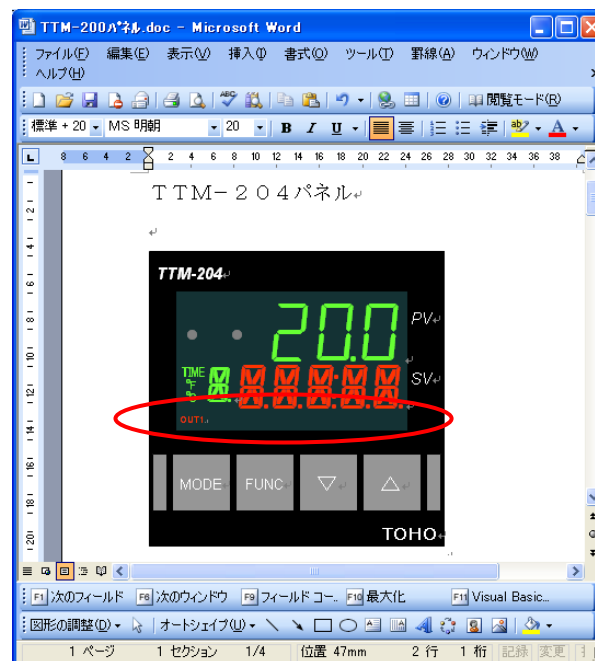 TTM-200ﾊﾟﾈﾙ.doc - Microsoft Word
ファイル(F) 編集(E) 表示(V) 挿入(I) 書式(O) ツール(T) 罫線(A) ウィンドウ(W)
ヘルプ(H)
閲覧モード(R)
標準 + 20 MS 明朝 20 B I U A
8 6 4 2 2 4 6 8 10 12 14 16 18 20 22 24 26 28 30 32 34 36 38
ＴＴＭ－２０４パネル
TTM-204
20.0 PV
TIME
°F
°C
SV
OUT1
MODE FUNC ▽ △
TOHO
F1 次のフィールド F6 次のウィンドウ F9 フィールド コー.. F10 最大化 F11 Visual Basic...
図形の調整(D) オートシェイプ(U)
1 ページ 1 セクション 1/4 位置 47mm 2 行 1 桁 記録 変更